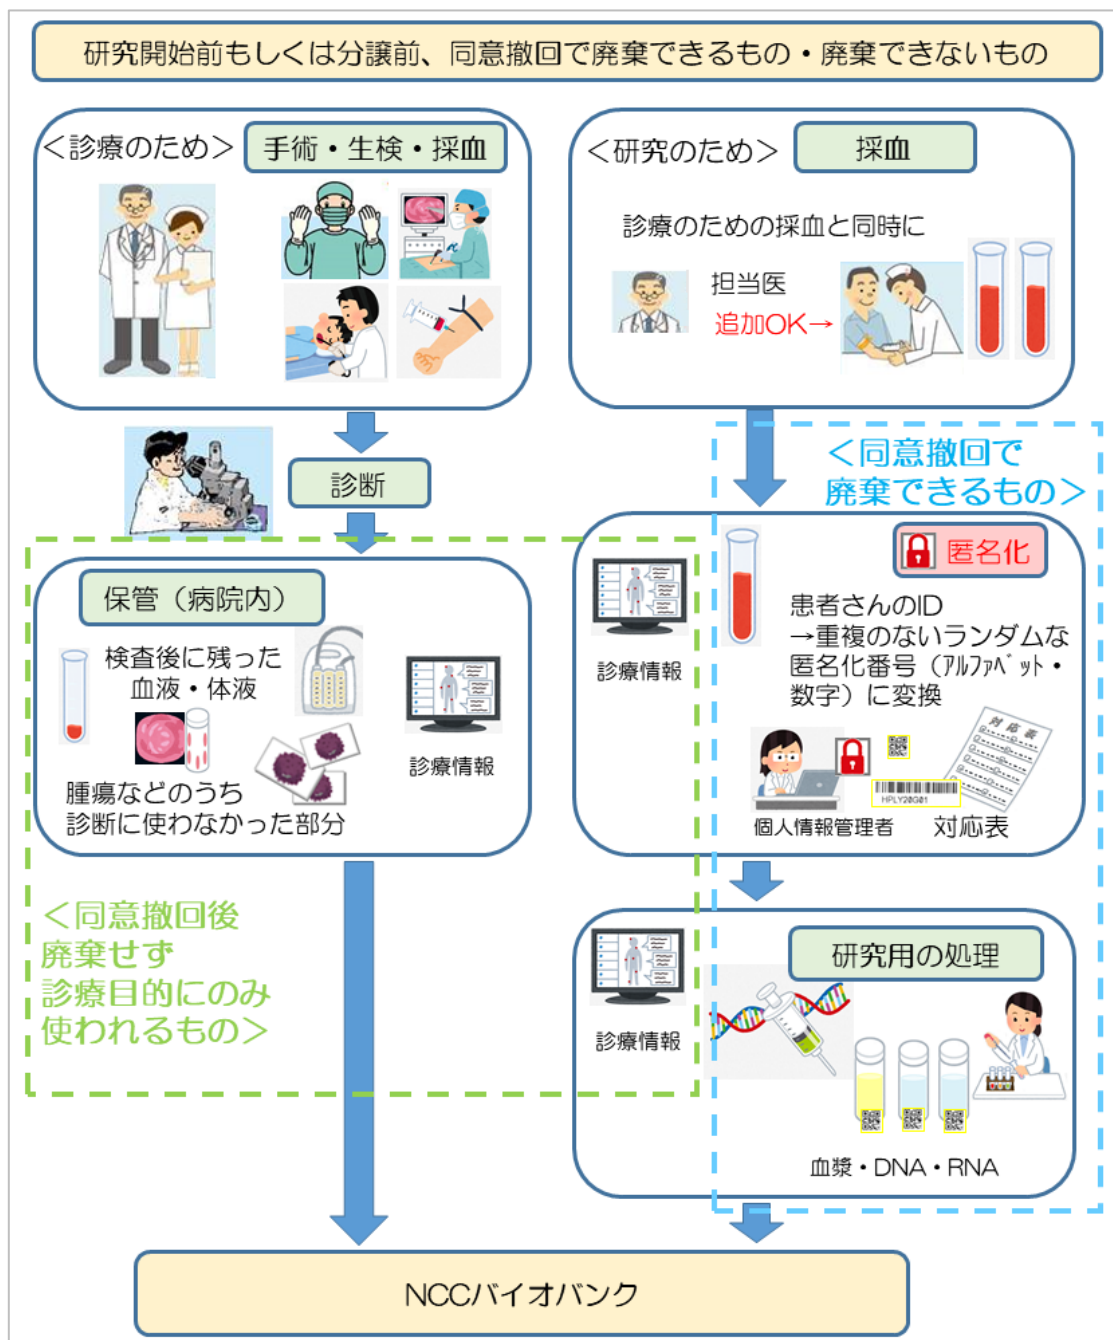 研究開始前もしくは分譲前、同意撤回で廃棄できるもの・廃棄できないもの
＜診療のため＞
手術・生検・採血
＜研究のため＞
採血
診療のための採血と同時に
担当医
追加OK→
診断
＜同意撤回で
廃棄できるもの＞
保管（病院内）
検査後に残った
血液・体液
診療情報
腫瘍などのうち
診断に使わなかった部分
診療情報
匿名化
患者さんのID
→重複のないランダムな
匿名化番号（ｱﾙﾌｧﾍﾞｯﾄ・
数字）に変換
対応表
HPLY20G01
個人情報管理者
対応表
＜同意撤回後
廃棄せず
診療目的にのみ
使われるもの＞
診療情報
研究用の処理
血漿・DNA・RNA
NCCバイオバンク